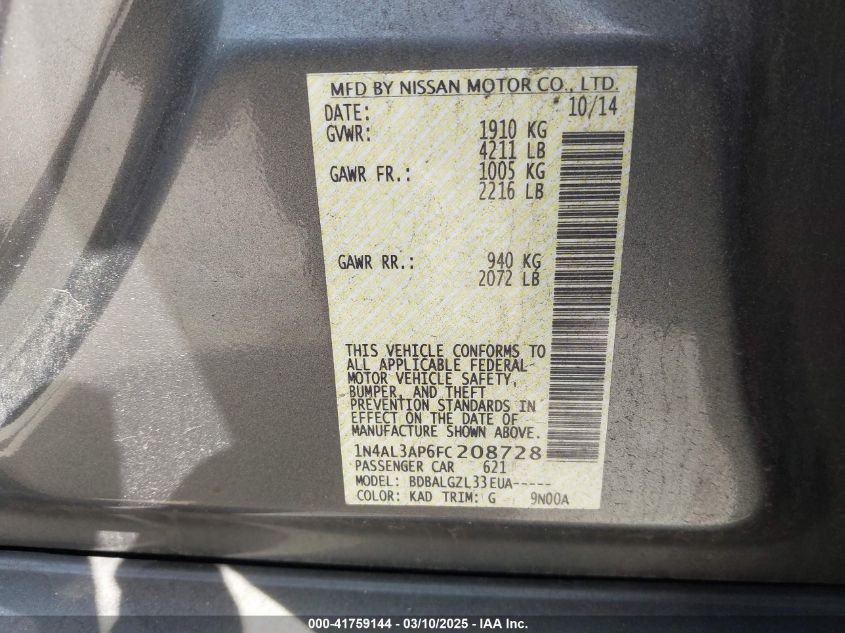 MFD BY NISSAN MOTOR CO., LTD.
DATE: 10/14
GVWR: 1910 KG
4211 LB
GAWR FR.: 1005 KG
2216 LB
GAWR RR.: 940 KG
2072 LB
THIS VEHICLE CONFORMS TO
ALL APPLICABLE FEDERAL
MOTOR VEHICLE SAFETY,
BUMPER, AND THEFT
PREVENTION STANDARDS IN
EFFECT ON THE DATE OF
MANUFACTURE SHOWN ABOVE.
1N4AL3AP6FC208728
PASSENGER CAR 621
MODEL: BDBALGZL33EUA-----
COLOR: KAD TRIM: G 9N00A
000-41759144 — 03/10/2025 — IAA Inc.